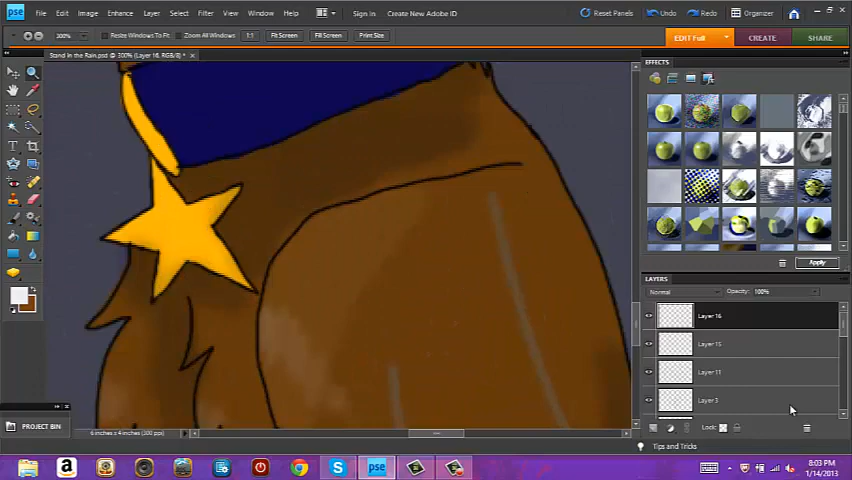 pse File Edit Image Enhance Layer Select Filter View Window Help Sign In Create New Adobe ID Reset Panels Undo Redo Organizer
300% Resize Windows To Fit Zoom All Windows 1:1 Fit Screen Fill Screen Print Size EDIT Full CREATE SHARE
Stand In the Rain.psd @ 300% (Layer 16, RGB/8) *
EFFECTS
Apply
LAYERS
Normal Opacity: 100%
Layer 16
Layer 15
Layer 11
Layer 3
PROJECT BIN
6 inches x 4 inches (300 ppi)
Lock:
Tips and Tricks
pse
8:03 PM
1/14/2013